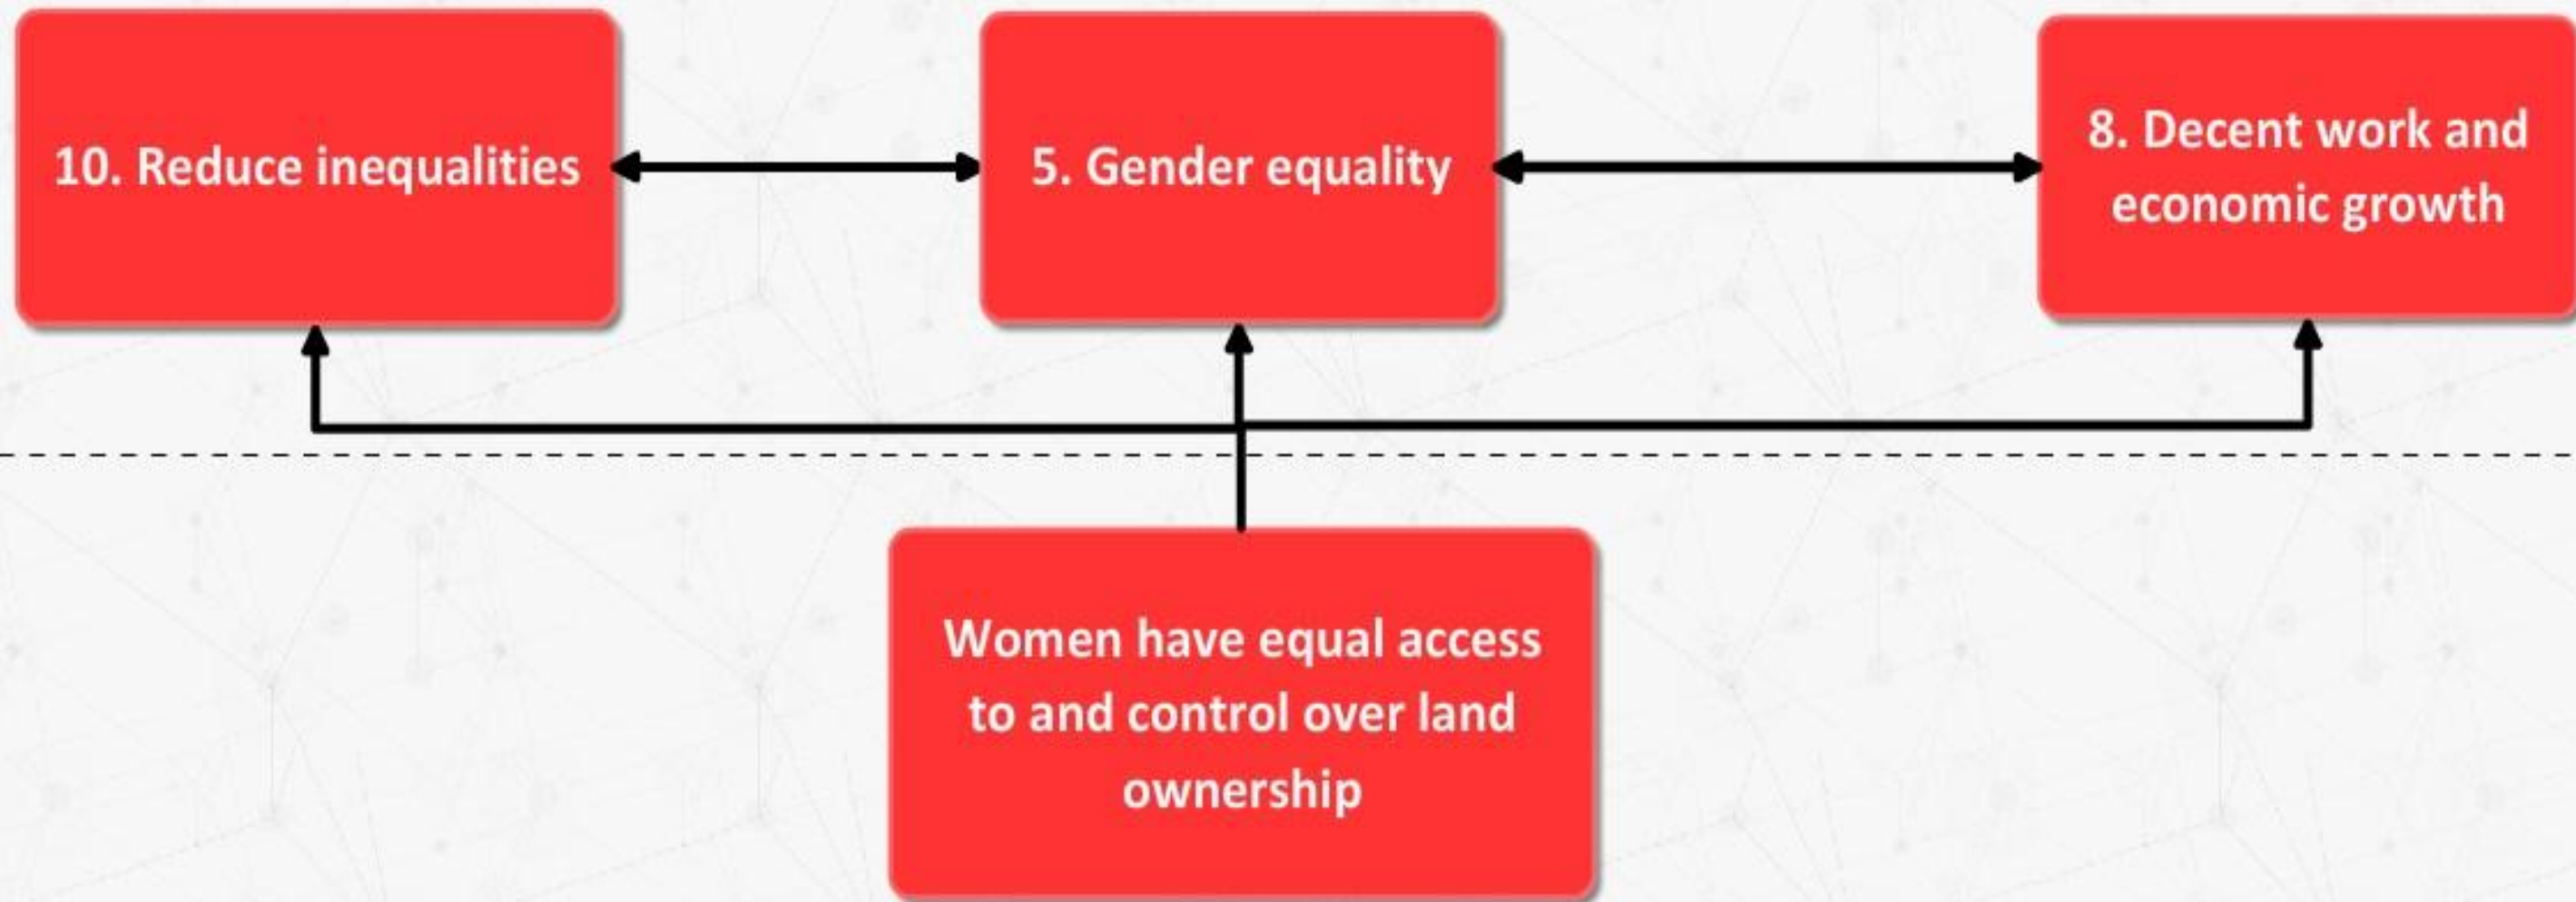 10. Reduce inequalities
5. Gender equality
8. Decent work and
economic growth
Women have equal access
to and control over land
ownership